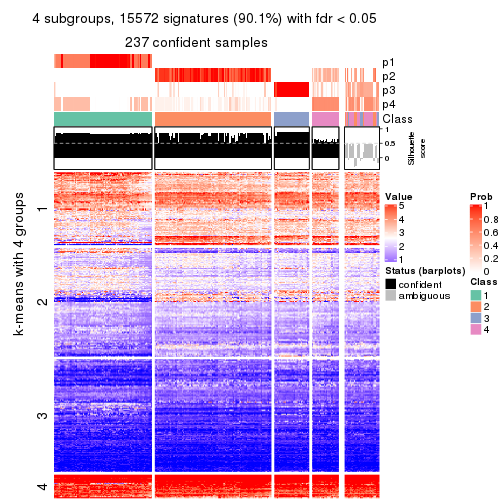 4 subgroups, 15572 signatures (90.1%) with fdr < 0.05
237 confident samples
p1
p2
p3
p4
Class
1
0.5
0
Silhouette
score
k-means with 4 groups
1
2
3
4
Value
5
4
3
2
1
Status (barplots)
confident
ambiguous
Prob
1
0.8
0.6
0.4
0.2
0
Class
1
2
3
4